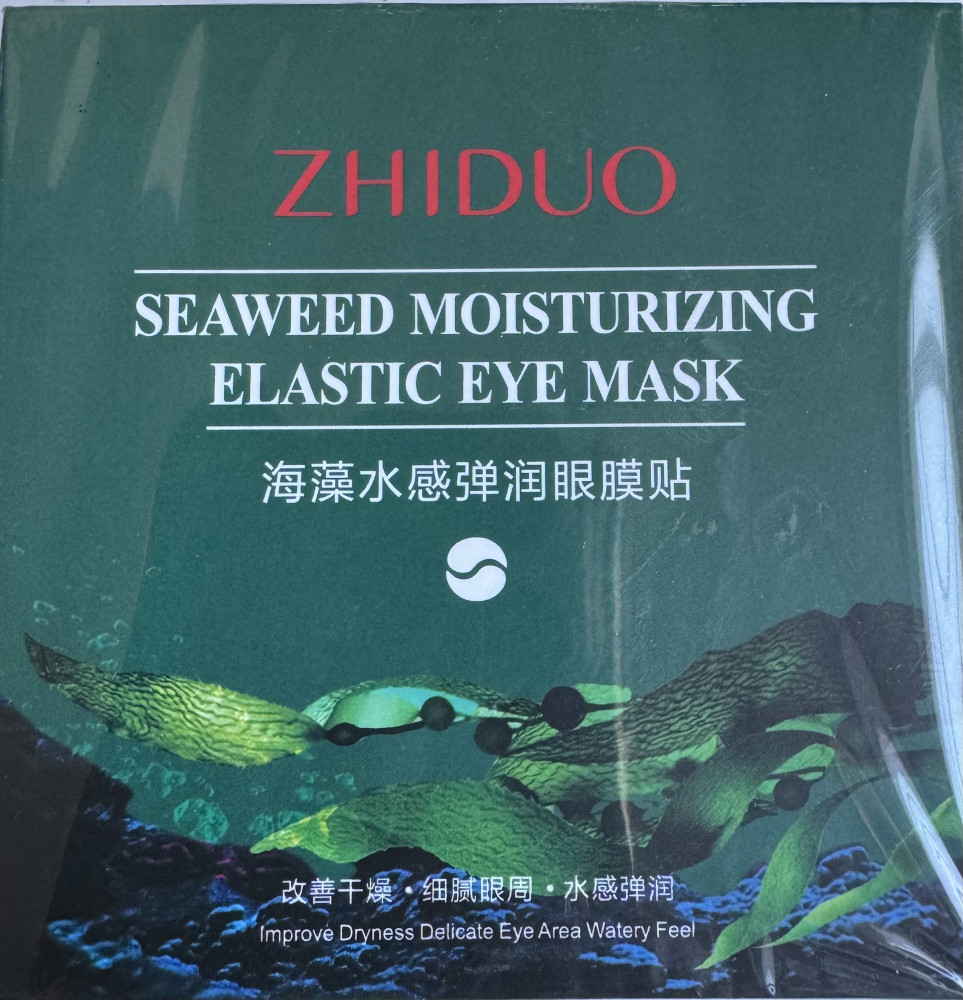 ZHIDUO
SEAWEED MOISTURIZING
ELASTIC EYE MASK
海藻水感弹润眼膜贴
改善干燥·细腻眼周·水感弹润
Improve Dryness Delicate Eye Area Watery Feel